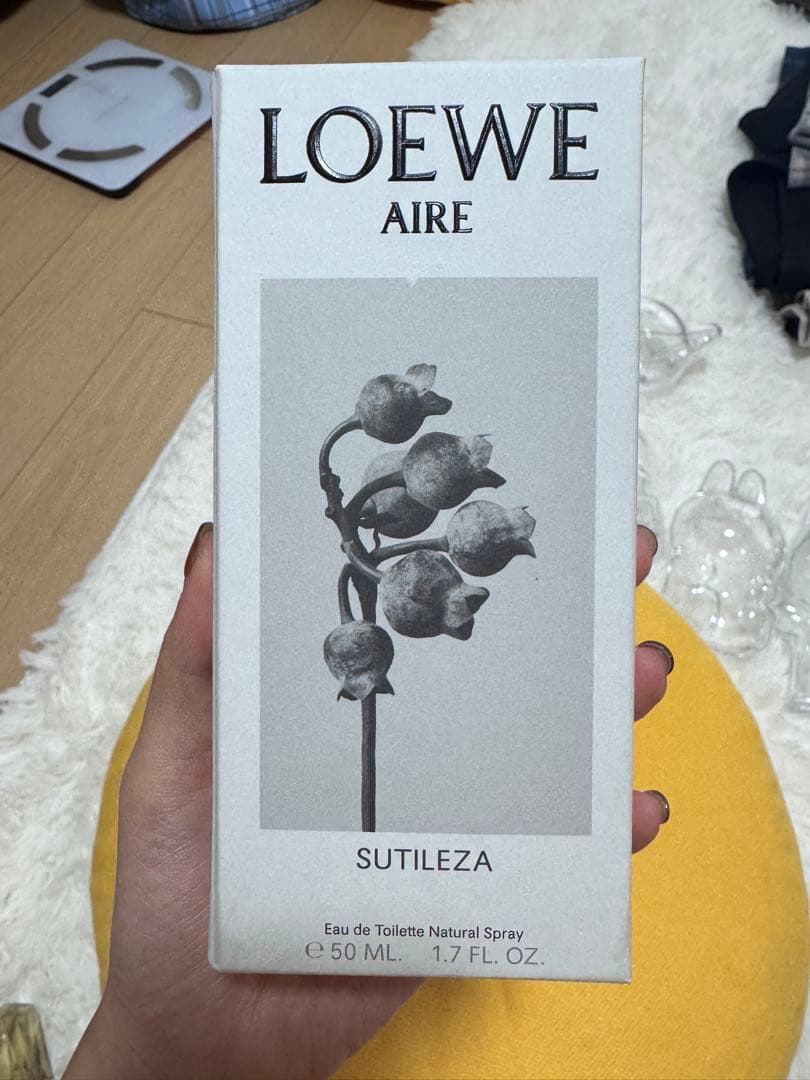 LOEWE
AIRE
SUTILEZA
Eau de Toilette Natural Spray
℮ 50 ML. 1.7 FL. OZ.